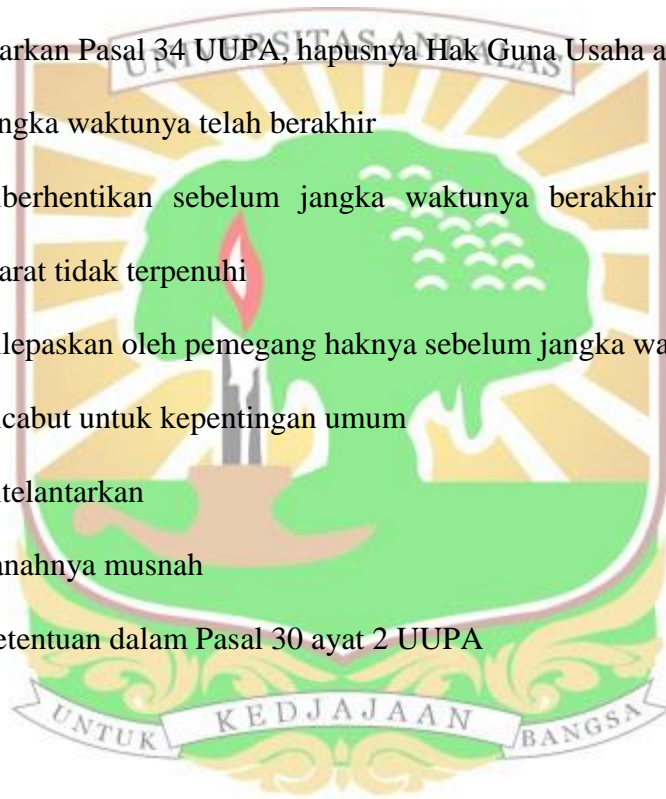 arkan Pasal 34 UUPA, hapusnya Hak Guna Usaha a
UNIVERSITAS ANDALAS
ngka waktunya telah berakhir
berhentikan sebelum jangka waktunya berakhir
arat tidak terpenuhi
lepaskan oleh pemegang haknya sebelum jangka wa
cabut untuk kepentingan umum
telantarkan
anahnya musnah
etentuan dalam Pasal 30 ayat 2 UUPA
UNTUK KEDJAJAAN BANGSA